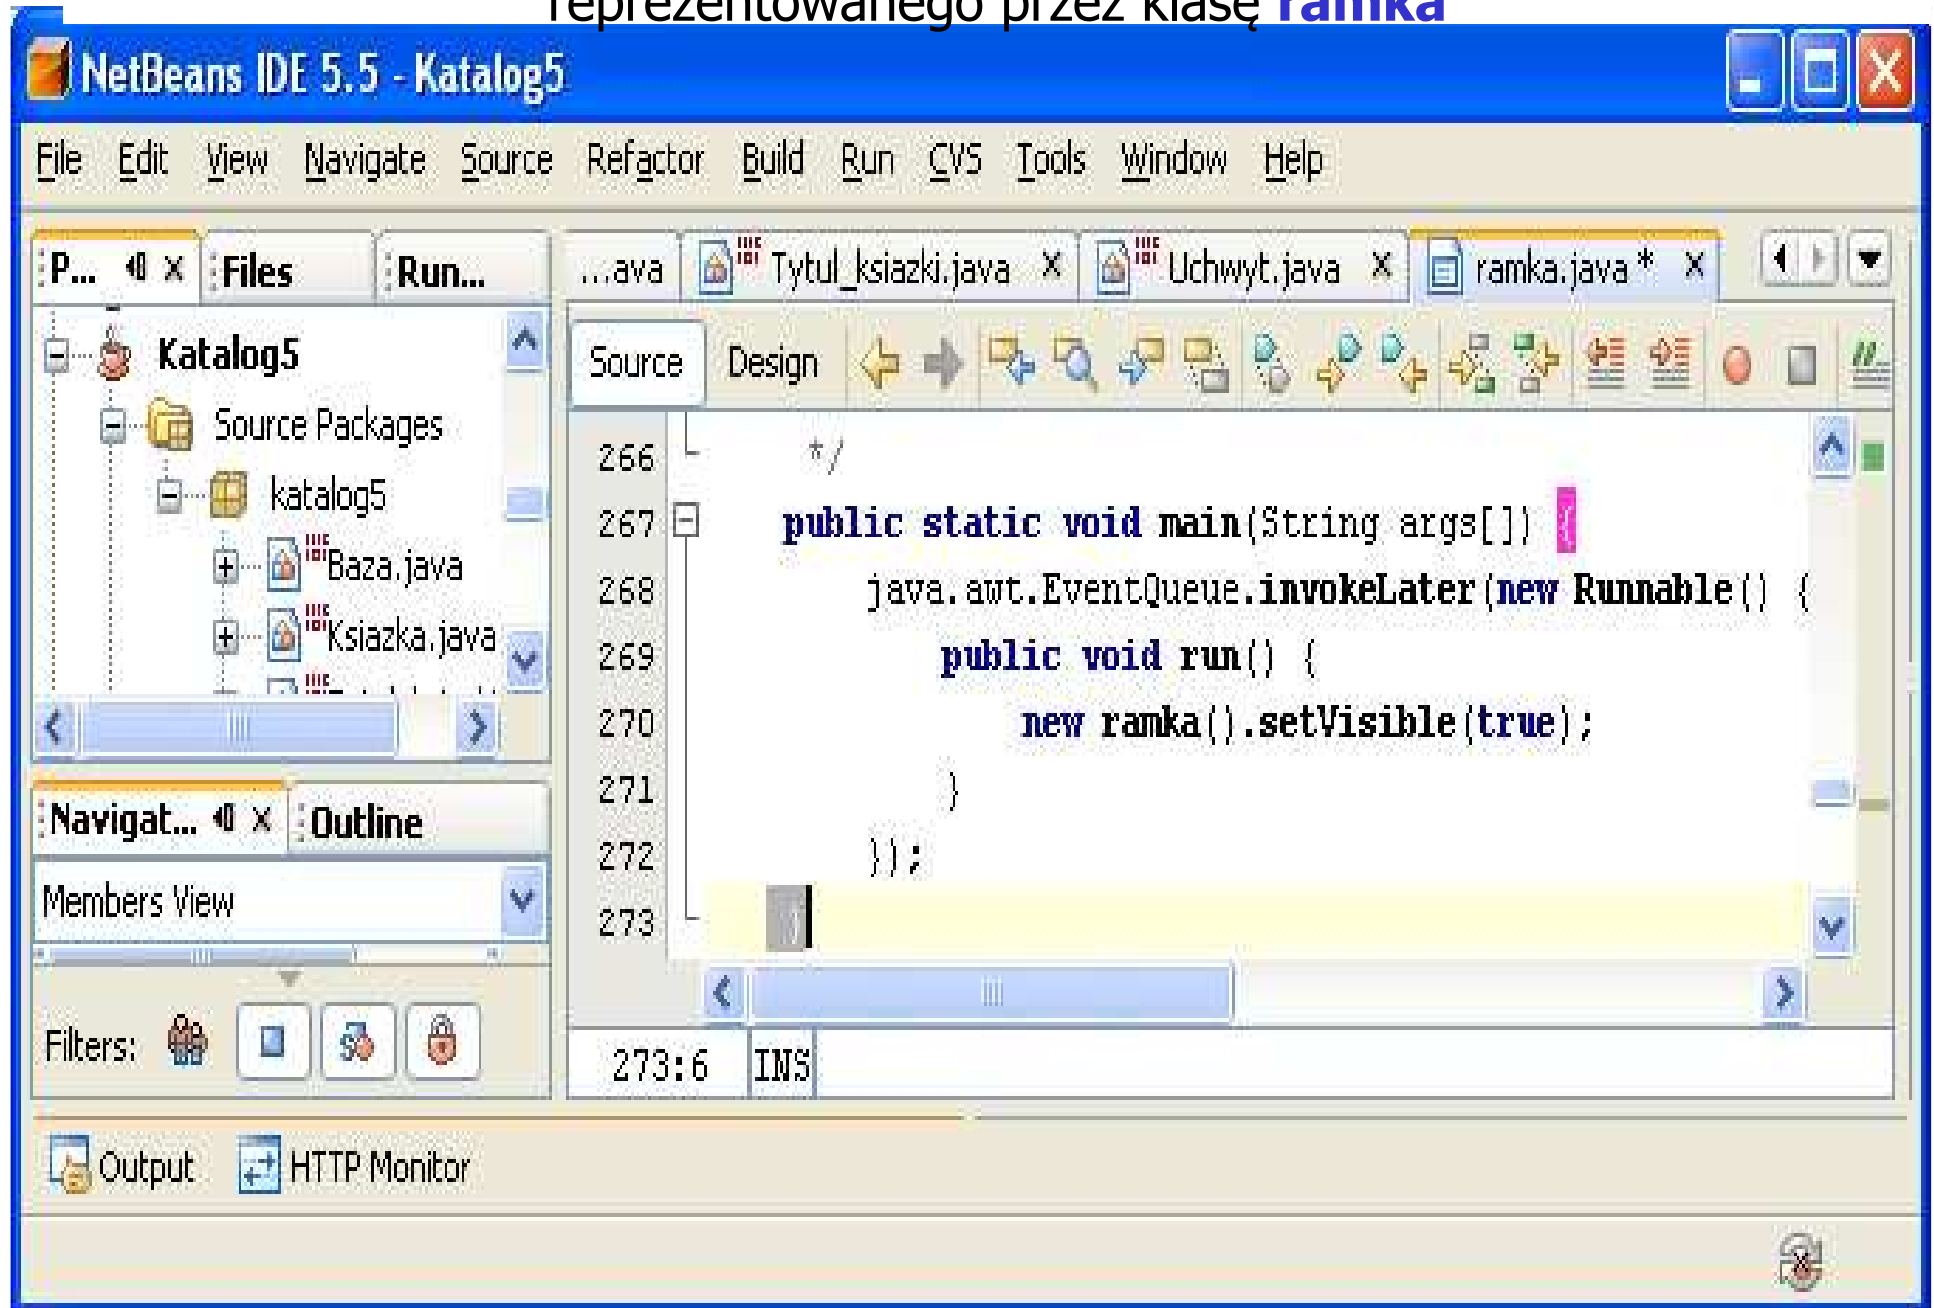 reprezentowanego przez klasę ramka
NetBeans IDE 5.5 - Katalog5
File Edit View Navigate Source Refactor Build Run CVS Tools Window Help
P... Files Run...
...ava Tytul_ksiazki.java X Uchwyt.java X ramka.java * X
Katalog5
Source Packages
katalog5
Baza.java
Ksiazka.java
Source Design
266 */
267 public static void main(String args[]) {
268 java.awt.EventQueue.invokeLater(new Runnable() {
269 public void run() {
270 new ramka().setVisible(true);
271 }
272 });
273 }
273:6 INS
Navigat... Outline
Members View
Filters:
Output HTTP Monitor